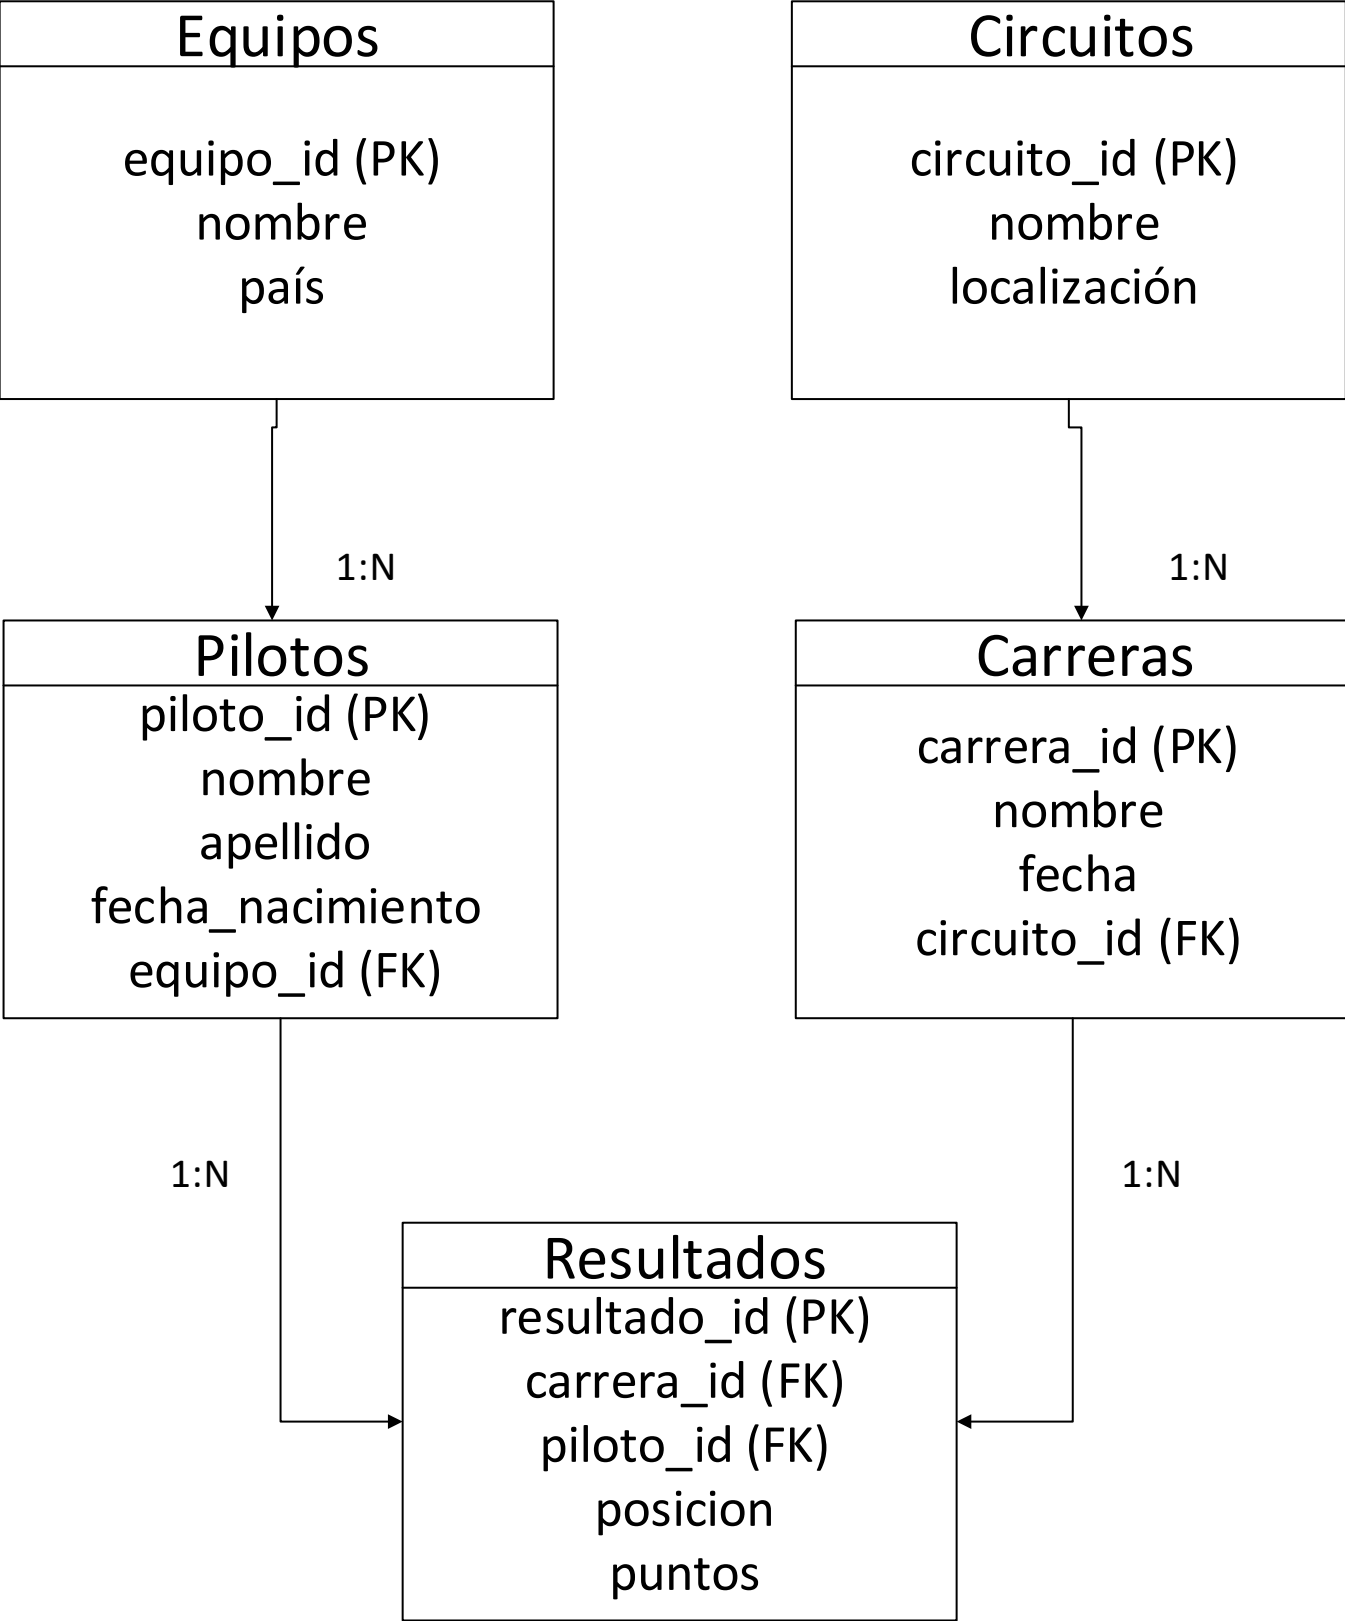 Equipos
equipo_id (PK)
nombre
país
Circuitos
circuito_id (PK)
nombre
localización
1:N
1:N
Pilotos
piloto_id (PK)
nombre
apellido
fecha_nacimiento
equipo_id (FK)
Carreras
carrera_id (PK)
nombre
fecha
circuito_id (FK)
1:N
1:N
Resultados
resultado_id (PK)
carrera_id (FK)
piloto_id (FK)
posicion
puntos